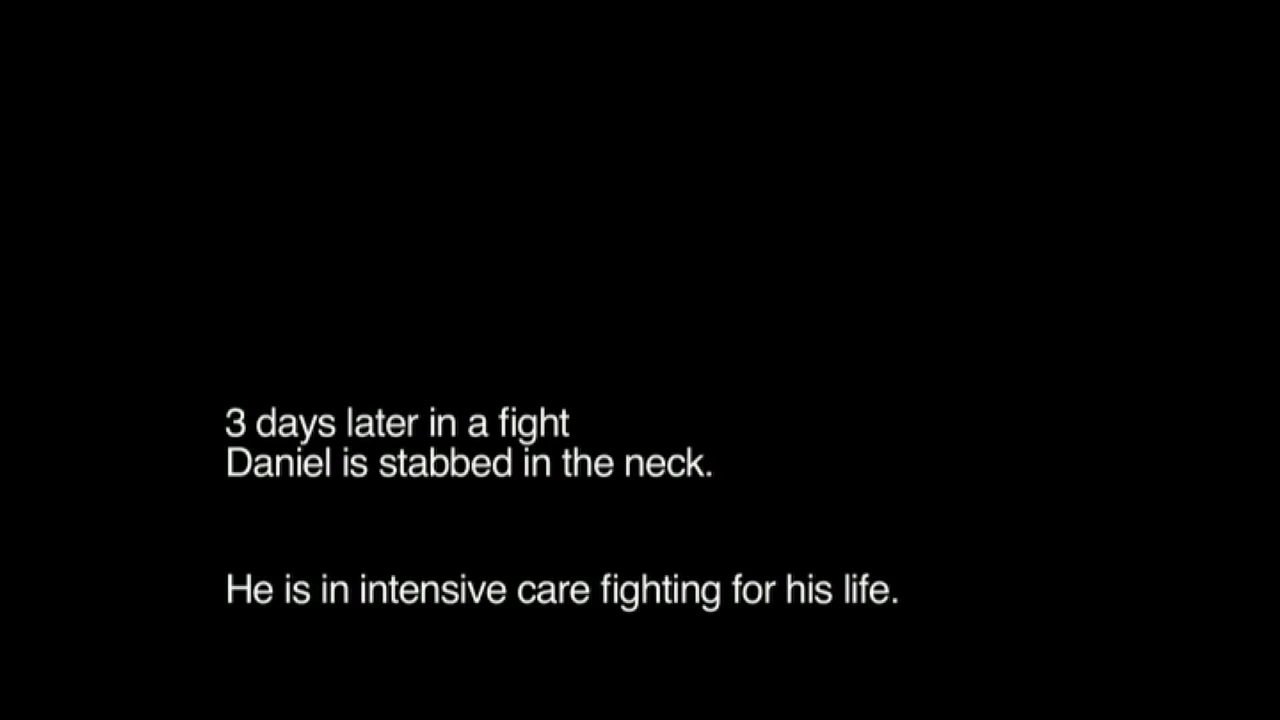 3 days later in a fight
Daniel is stabbed in the neck.
He is in intensive care fighting for his life.